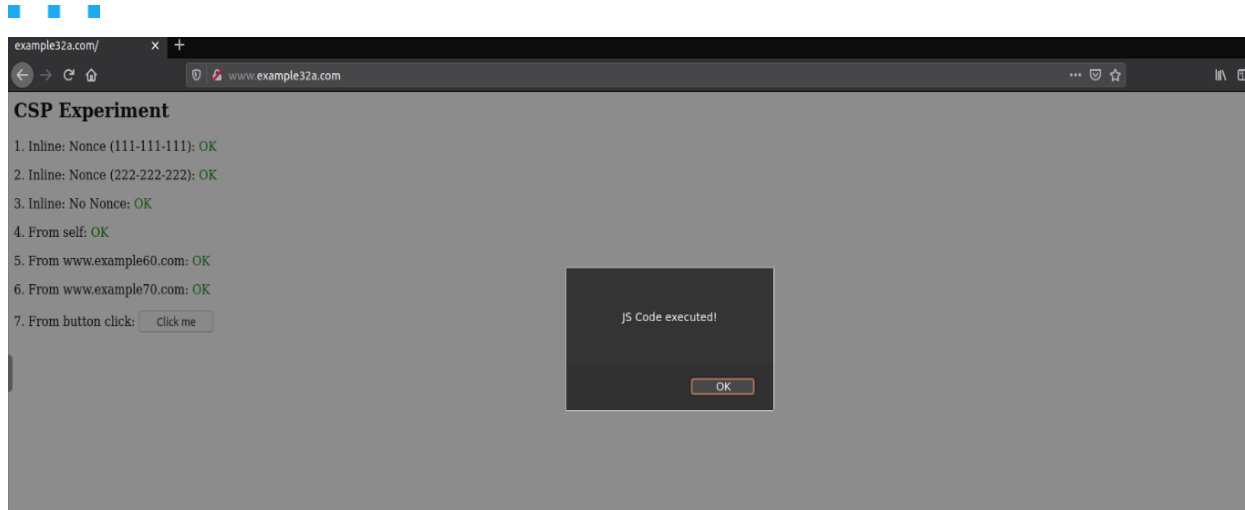 example32a.com/
www.example32a.com
CSP Experiment
1. Inline: Nonce (111-111-111): OK
2. Inline: Nonce (222-222-222): OK
3. Inline: No Nonce: OK
4. From self: OK
5. From www.example60.com: OK
6. From www.example70.com: OK
7. From button click: Click me
JS Code executed!
OK